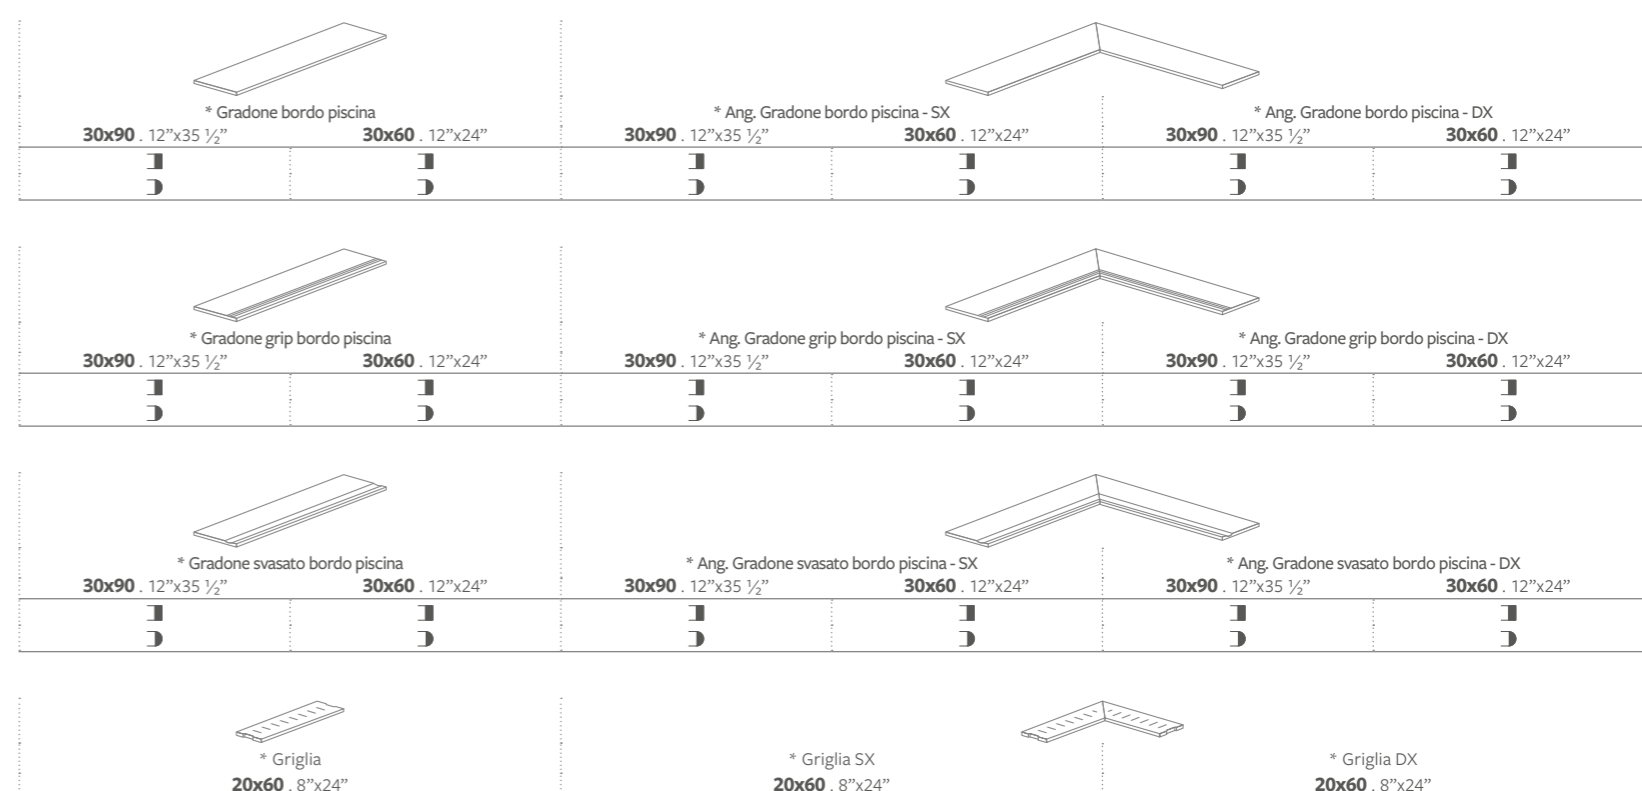 * Gradone bordo piscina
* Ang. Gradone bordo piscina - SX
* Ang. Gradone bordo piscina - DX
30x90 . 12”x35 ½” 30x60 . 12”x24” 30x90 . 12”x35 ½” 30x60 . 12”x24” 30x90 . 12”x35 ½” 30x60 . 12”x24”
* Gradone grip bordo piscina
* Ang. Gradone grip bordo piscina - SX
* Ang. Gradone grip bordo piscina - DX
30x90 . 12”x35 ½” 30x60 . 12”x24” 30x90 . 12”x35 ½” 30x60 . 12”x24” 30x90 . 12”x35 ½” 30x60 . 12”x24”
* Gradone svasato bordo piscina
* Ang. Gradone svasato bordo piscina - SX
* Ang. Gradone svasato bordo piscina - DX
30x90 . 12”x35 ½” 30x60 . 12”x24” 30x90 . 12”x35 ½” 30x60 . 12”x24” 30x90 . 12”x35 ½” 30x60 . 12”x24”
* Griglia
* Griglia SX
* Griglia DX
20x60 . 8”x24” 20x60 . 8”x24” 20x60 . 8”x24”